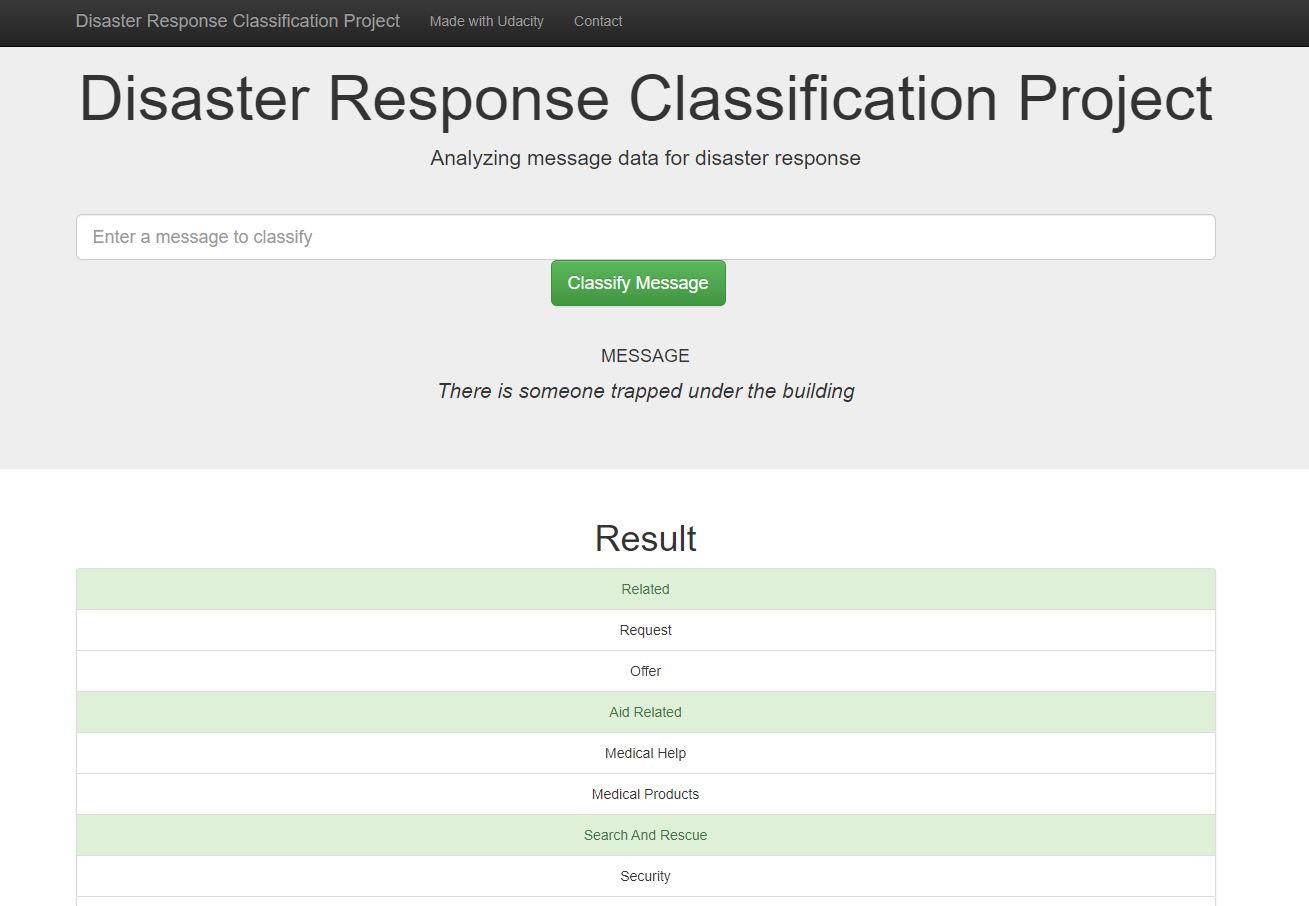 Disaster Response Classification Project Made with Udacity Contact
Disaster Response Classification Project
Analyzing message data for disaster response
Enter a message to classify
Classify Message
MESSAGE
There is someone trapped under the building
Result
Related
Request
Offer
Aid Related
Medical Help
Medical Products
Search And Rescue
Security